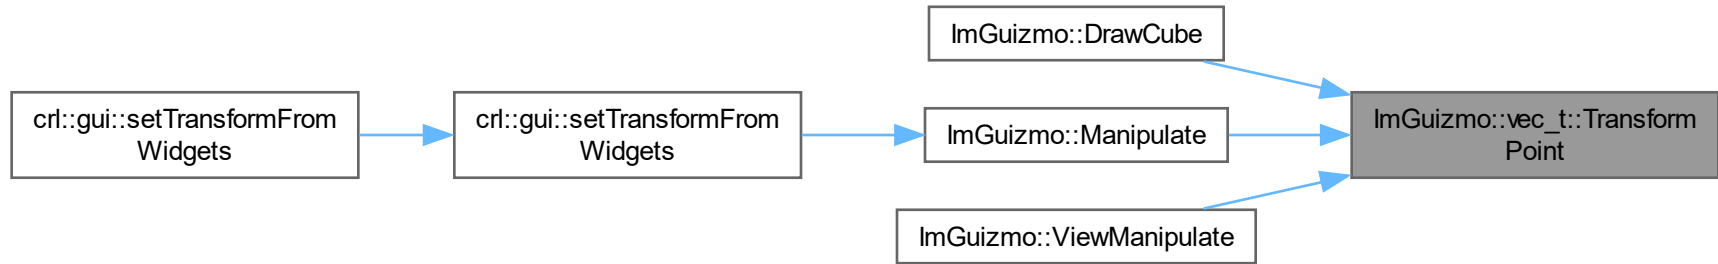 ImGuizmo::DrawCube
crl::gui::setTransformFrom
Widgets
crl::gui::setTransformFrom
Widgets
ImGuizmo::Manipulate
ImGuizmo::vec_t::Transform
Point
ImGuizmo::ViewManipulate